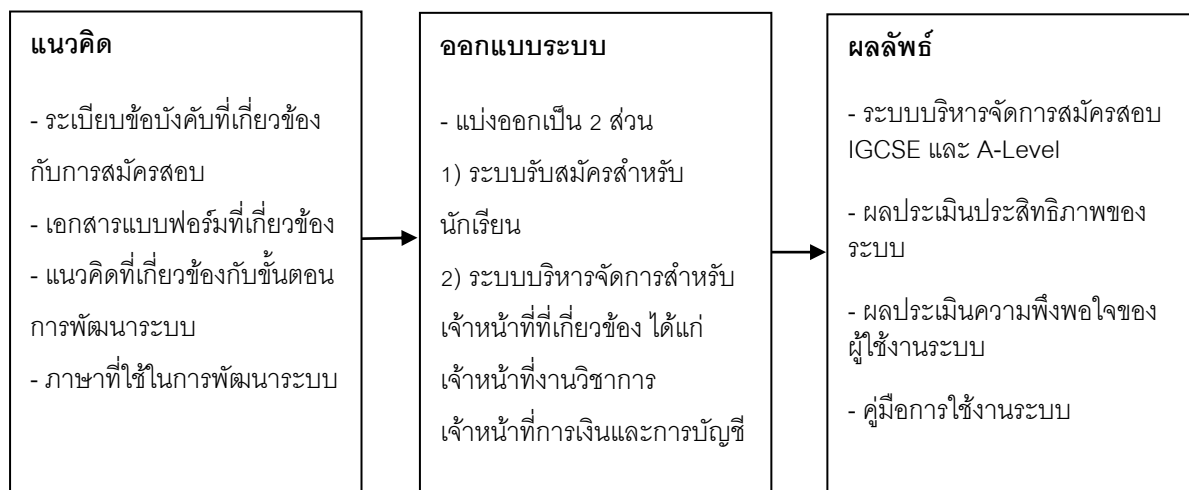 แนวคิด
- ระเบียบข้อบังคับที่เกี่ยวข้อง
กับการสมัครสอบ
- เอกสารแบบฟอร์มที่เกี่ยวข้อง
- แนวคิดที่เกี่ยวข้องกับขั้นตอน
การพัฒนาระบบ
- ภาษาที่ใช้ในการพัฒนาระบบ
ออกแบบระบบ
- แบ่งออกเป็น 2 ส่วน
1) ระบบรับสมัครสำหรับ
นักเรียน
2) ระบบบริหารจัดการสำหรับ
เจ้าหน้าที่ที่เกี่ยวข้อง ได้แก่
เจ้าหน้าที่งานวิชาการ
เจ้าหน้าที่การเงินและการบัญชี
ผลลัพธ์
- ระบบบริหารจัดการสมัครสอบ
IGCSE และ A-Level
- ผลประเมินประสิทธิภาพของ
ระบบ
- ผลประเมินความพึงพอใจของ
ผู้ใช้งานระบบ
- คู่มือการใช้งานระบบ